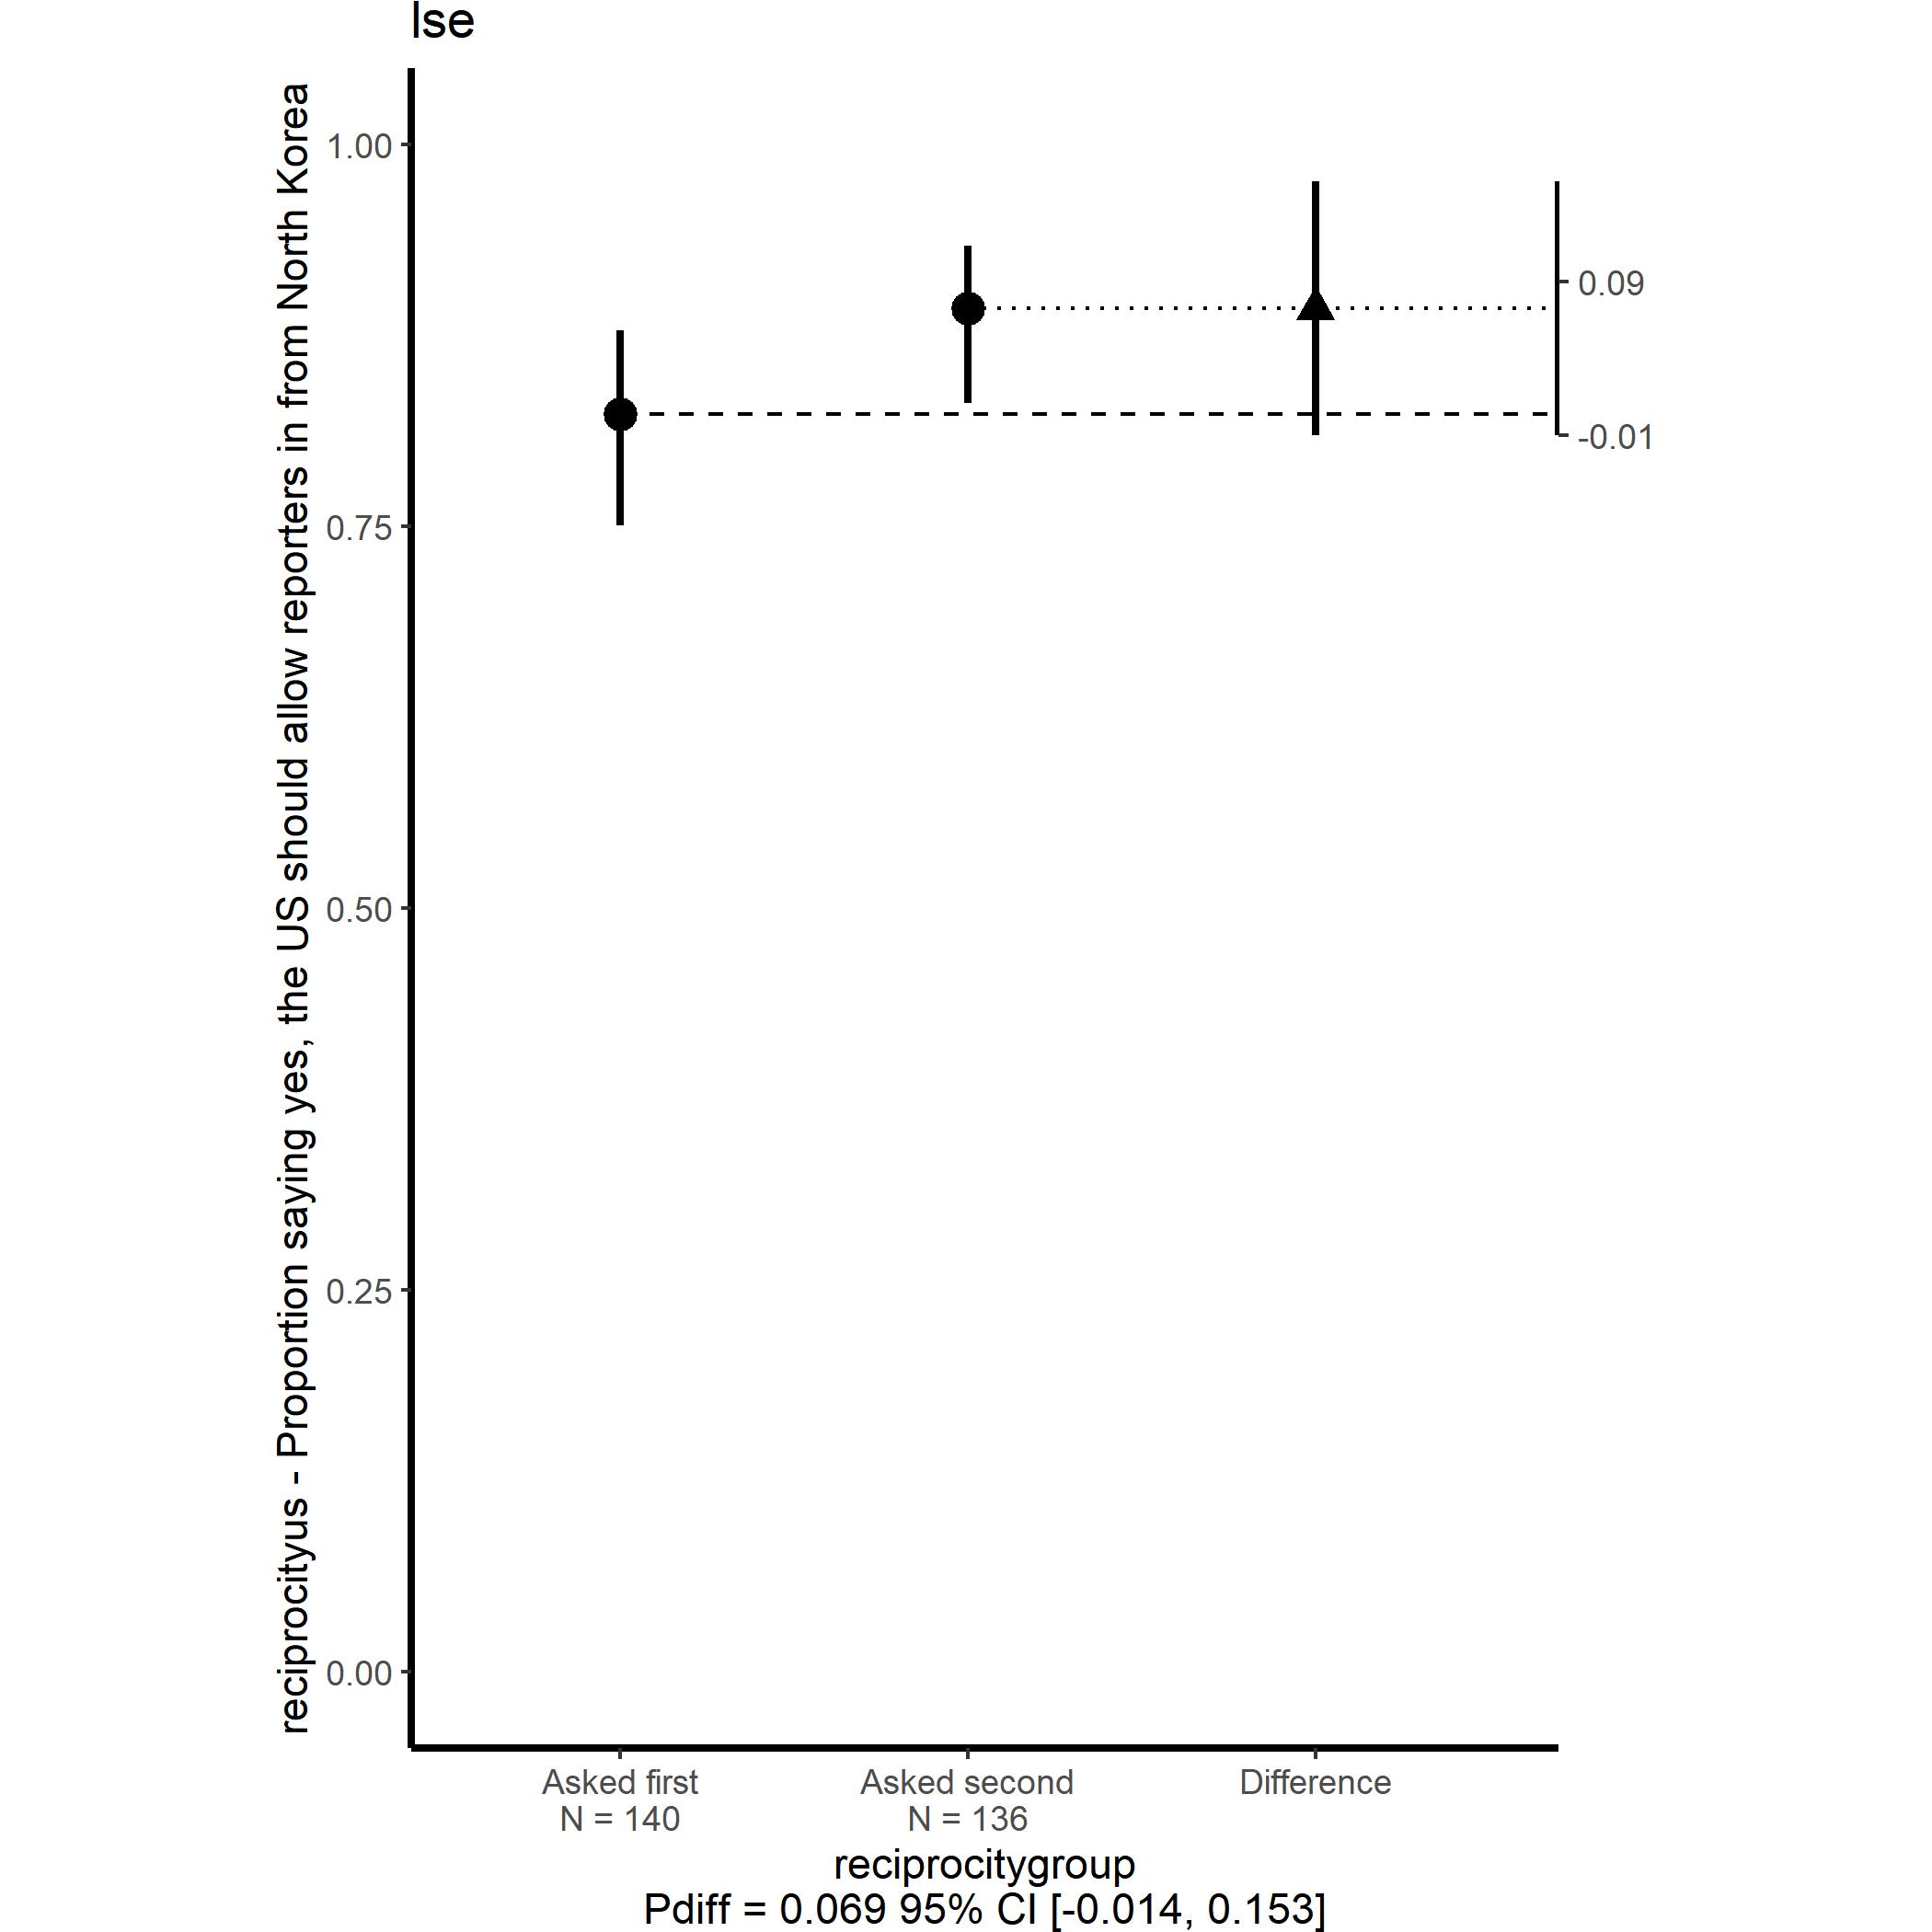 lse
reciprocityus - Proportion saying yes, the US should allow reporters in from North Korea
1.00
0.75
0.50
0.25
0.00
0.09
-0.01
Asked first
N = 140
Asked second
N = 136
Difference
reciprocitygroup
Pdiff = 0.069 95% CI [-0.014, 0.153]